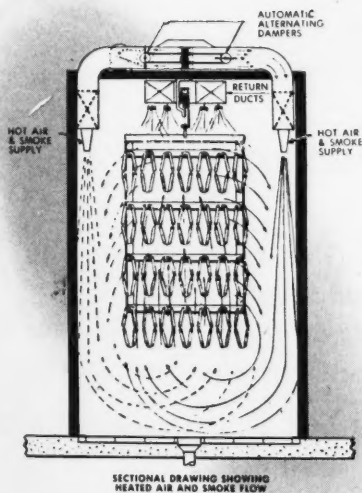 AUTOMATIC
ALTERNATING
DAMPERS
RETURN
DUCTS
HOT AIR
& SMOKE
SUPPLY
HOT AIR
& SMOKE
SUPPLY
SECTIONAL DRAWING SHOWING
HEATED AIR AND SMOKE FLOW